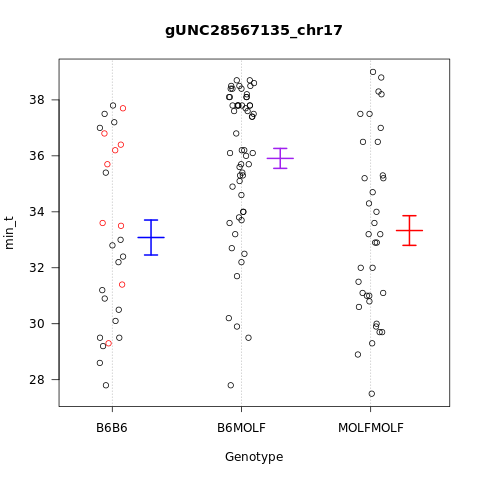 gUNC28567135_chr17
38
36
34
32
30
28
min_t
B6B6
B6MOLF
MOLFMOLF
Genotype